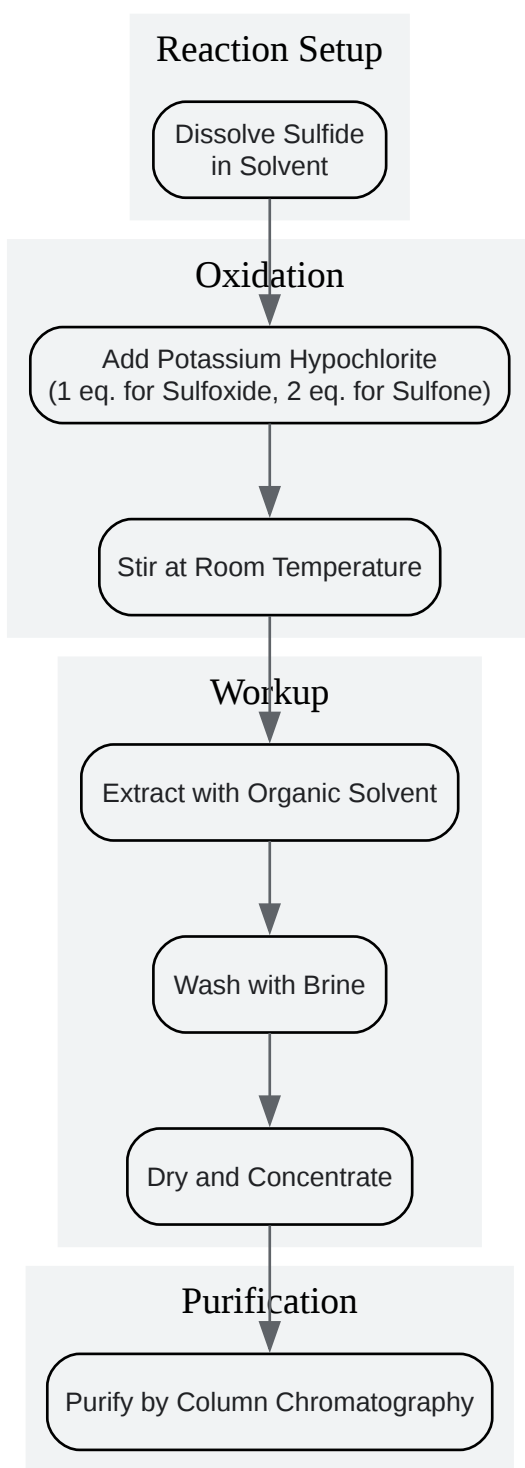 Reaction Setup
Dissolve Sulfide
in Solvent
Oxidation
Add Potassium Hypochlorite
(1 eq. for Sulfoxide, 2 eq. for Sulfone)
Stir at Room Temperature
Workup
Extract with Organic Solvent
Wash with Brine
Dry and Concentrate
Purification
Purify by Column Chromatography